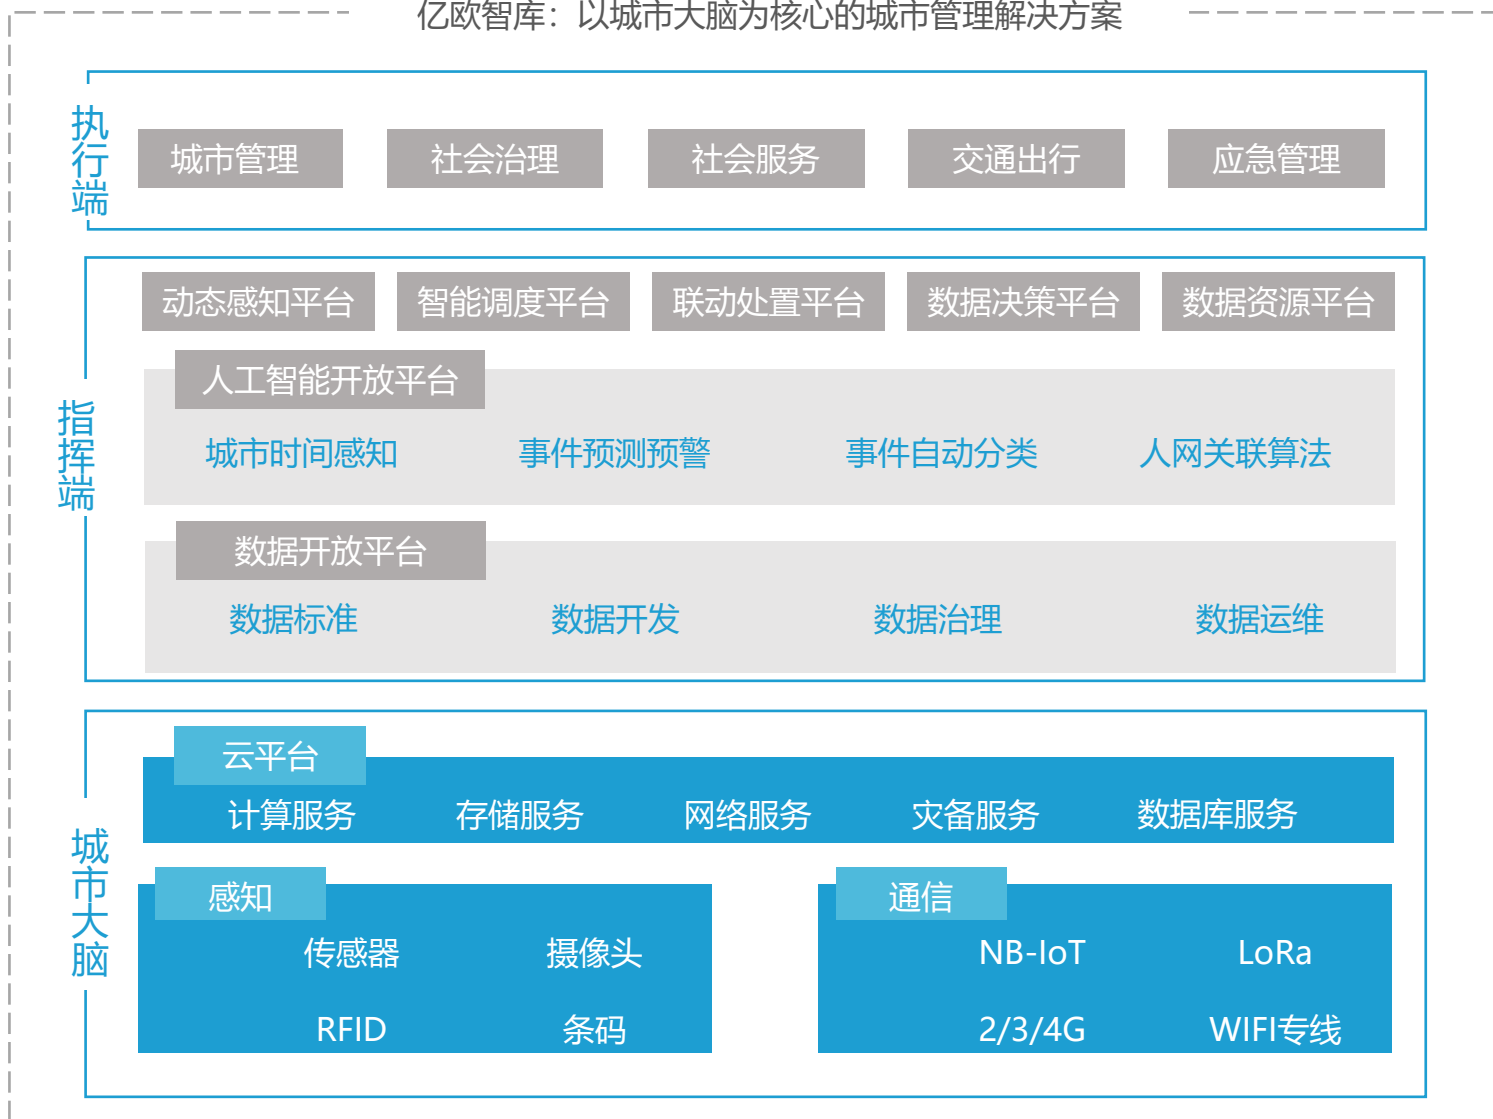 亿欧智库：以城市大脑为核心的城市管理解决方案
执行端
城市管理 社会治理 社会服务 交通出行 应急管理
指挥端
动态感知平台 智能调度平台 联动处置平台 数据决策平台 数据资源平台
人工智能开放平台
城市时间感知 事件预测预警 事件自动分类 人网关联算法
数据开放平台
数据标准 数据开发 数据治理 数据运维
城市大脑
云平台
计算服务 存储服务 网络服务 灾备服务 数据库服务
感知
传感器 摄像头
RFID 条码
通信
NB-IoT LoRa
2/3/4G WIFI专线